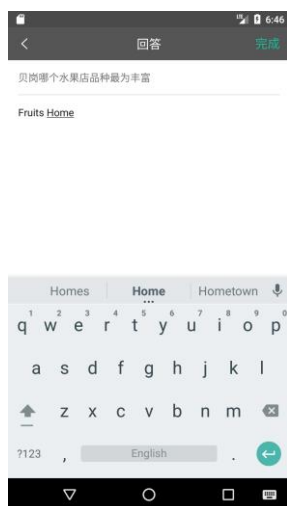 6:46
回答
完成
贝岗哪个水果店品种最为丰富
Fruits Home
Homes Home Hometown
1 2 3 4 5 6 7 8 9 0
q w e r t y u i o p
a s d f g h j k l
z x c v b n m
?123 , English .